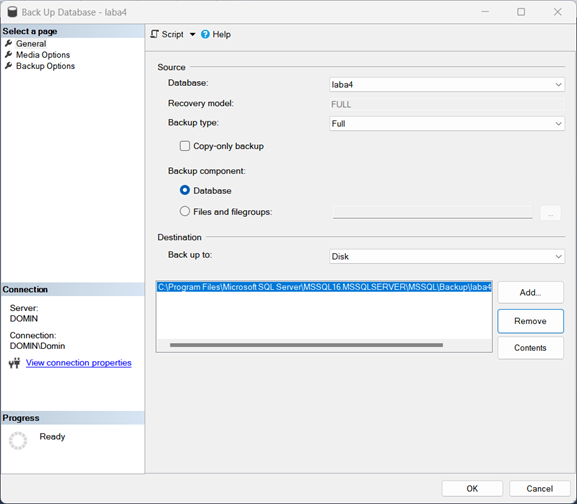 Back Up Database - laba4
Select a page
General
Media Options
Backup Options
Script
Help
Source
Database:
laba4
Recovery model:
FULL
Backup type:
Full
Copy-only backup
Backup component:
Database
Files and filegroups:
...
Destination
Back up to:
Disk
C:\Program Files\Microsoft SQL Server\MSSQL16.MSSQLSERVER\MSSQL\Backup\laba4
Add...
Remove
Contents
Connection
Server:
DOMIN
Connection:
DOMIN\Domin
View connection properties
Progress
Ready
OK
Cancel